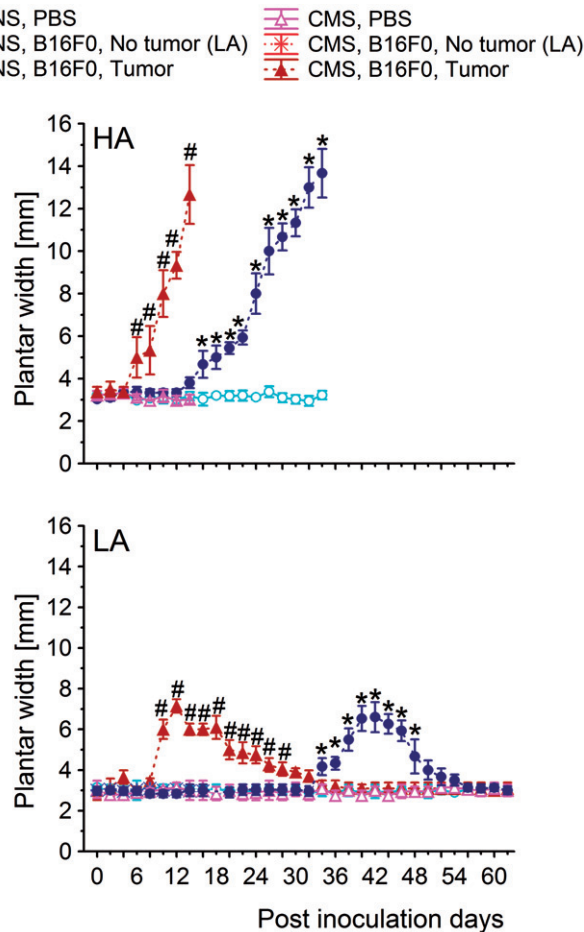 NS, PBS CMS, PBS
NS, B16F0, No tumor (LA) CMS, B16F0, No tumor (LA)
NS, B16F0, Tumor CMS, B16F0, Tumor
HA
Plantar width [mm]
16
14
12
10
8
6
4
2
0
# # # # #
* * * * * * * * * *
LA
Plantar width [mm]
16
14
12
10
8
6
4
2
0
# # # # # # # # # #
* * * * * * * *
0 6 12 18 24 30 36 42 48 54 60
Post inoculation days